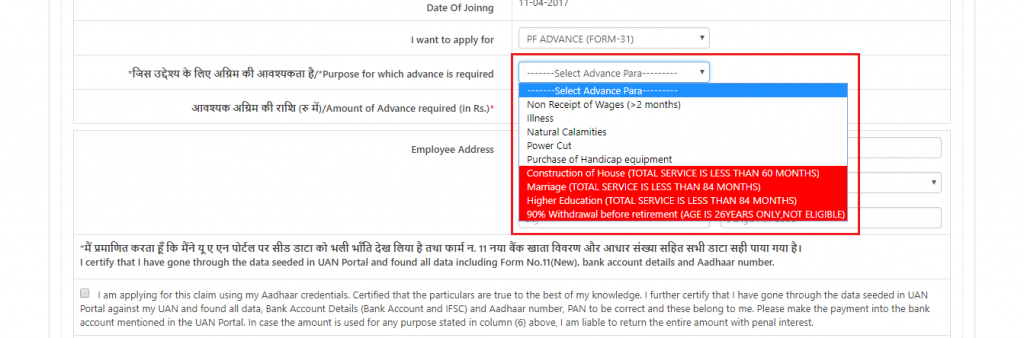 Date Of Joinng 11-04-2017
I want to apply for PF ADVANCE (FORM-31)
*जिस उद्देश्य के लिए अग्रिम की आवश्यकता है/*Purpose for which advance is required -------Select Advance Para---------
-------Select Advance Para---------
आवश्यक अग्रिम की राशि (रु में)/Amount of Advance required (in Rs.)*
Non Receipt of Wages (>2 months)
Illness
Natural Calamities
Power Cut
Employee Address
Purchase of Handicap equipment
Construction of House (TOTAL SERVICE IS LESS THAN 60 MONTHS)
Marriage (TOTAL SERVICE IS LESS THAN 84 MONTHS)
Higher Education (TOTAL SERVICE IS LESS THAN 84 MONTHS)
90% Withdrawal before retirement (AGE IS 26YEARS ONLY,NOT ELIGIBLE)
*मैं प्रमाणित करता हूँ कि मैंने यू ए एन पोर्टल पर सीड डाटा को भली भाँति देख लिया है तथा फार्म न. 11 नया बैंक खाता विवरण और आधार संख्या सहित सभी डाटा सही पाया गया है।
I certify that I have gone through the data seeded in UAN Portal and found all data including Form No.11(New), bank account details and Aadhaar number.
I am applying for this claim using my Aadhaar credentials. Certified that the particulars are true to the best of my knowledge. I further certify that I have gone through the data seeded in UAN
Portal against my UAN and found all data, Bank Account Details (Bank Account and IFSC) and Aadhaar number, PAN to be correct and these belong to me. Please make the payment into the bank
account mentioned in the UAN Portal. In case the amount is used for any purpose stated in column (6) above, I am liable to return the entire amount with penal interest.